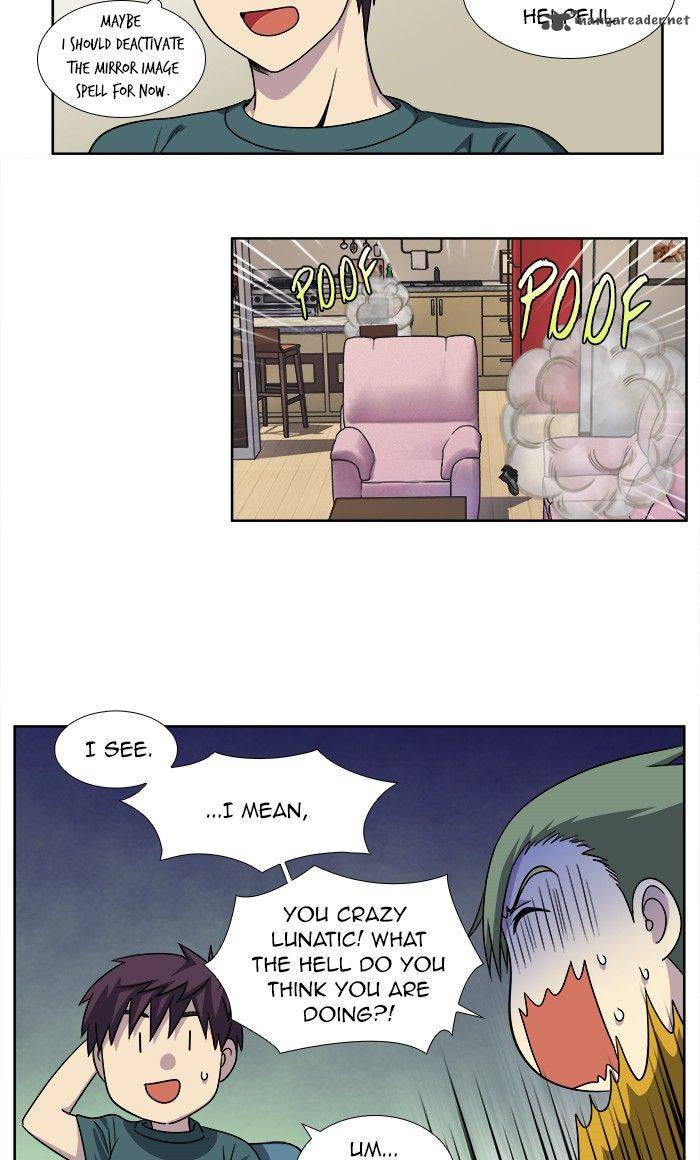 mangareader.net
HELPFUL.
MAYBE
I SHOULD DEACTIVATE
THE MIRROR IMAGE
SPELL FOR NOW.
POOF
POOF
I SEE.
...I MEAN,
YOU CRAZY
LUNATIC! WHAT
THE HELL DO YOU
THINK YOU ARE
DOING?!
UM...